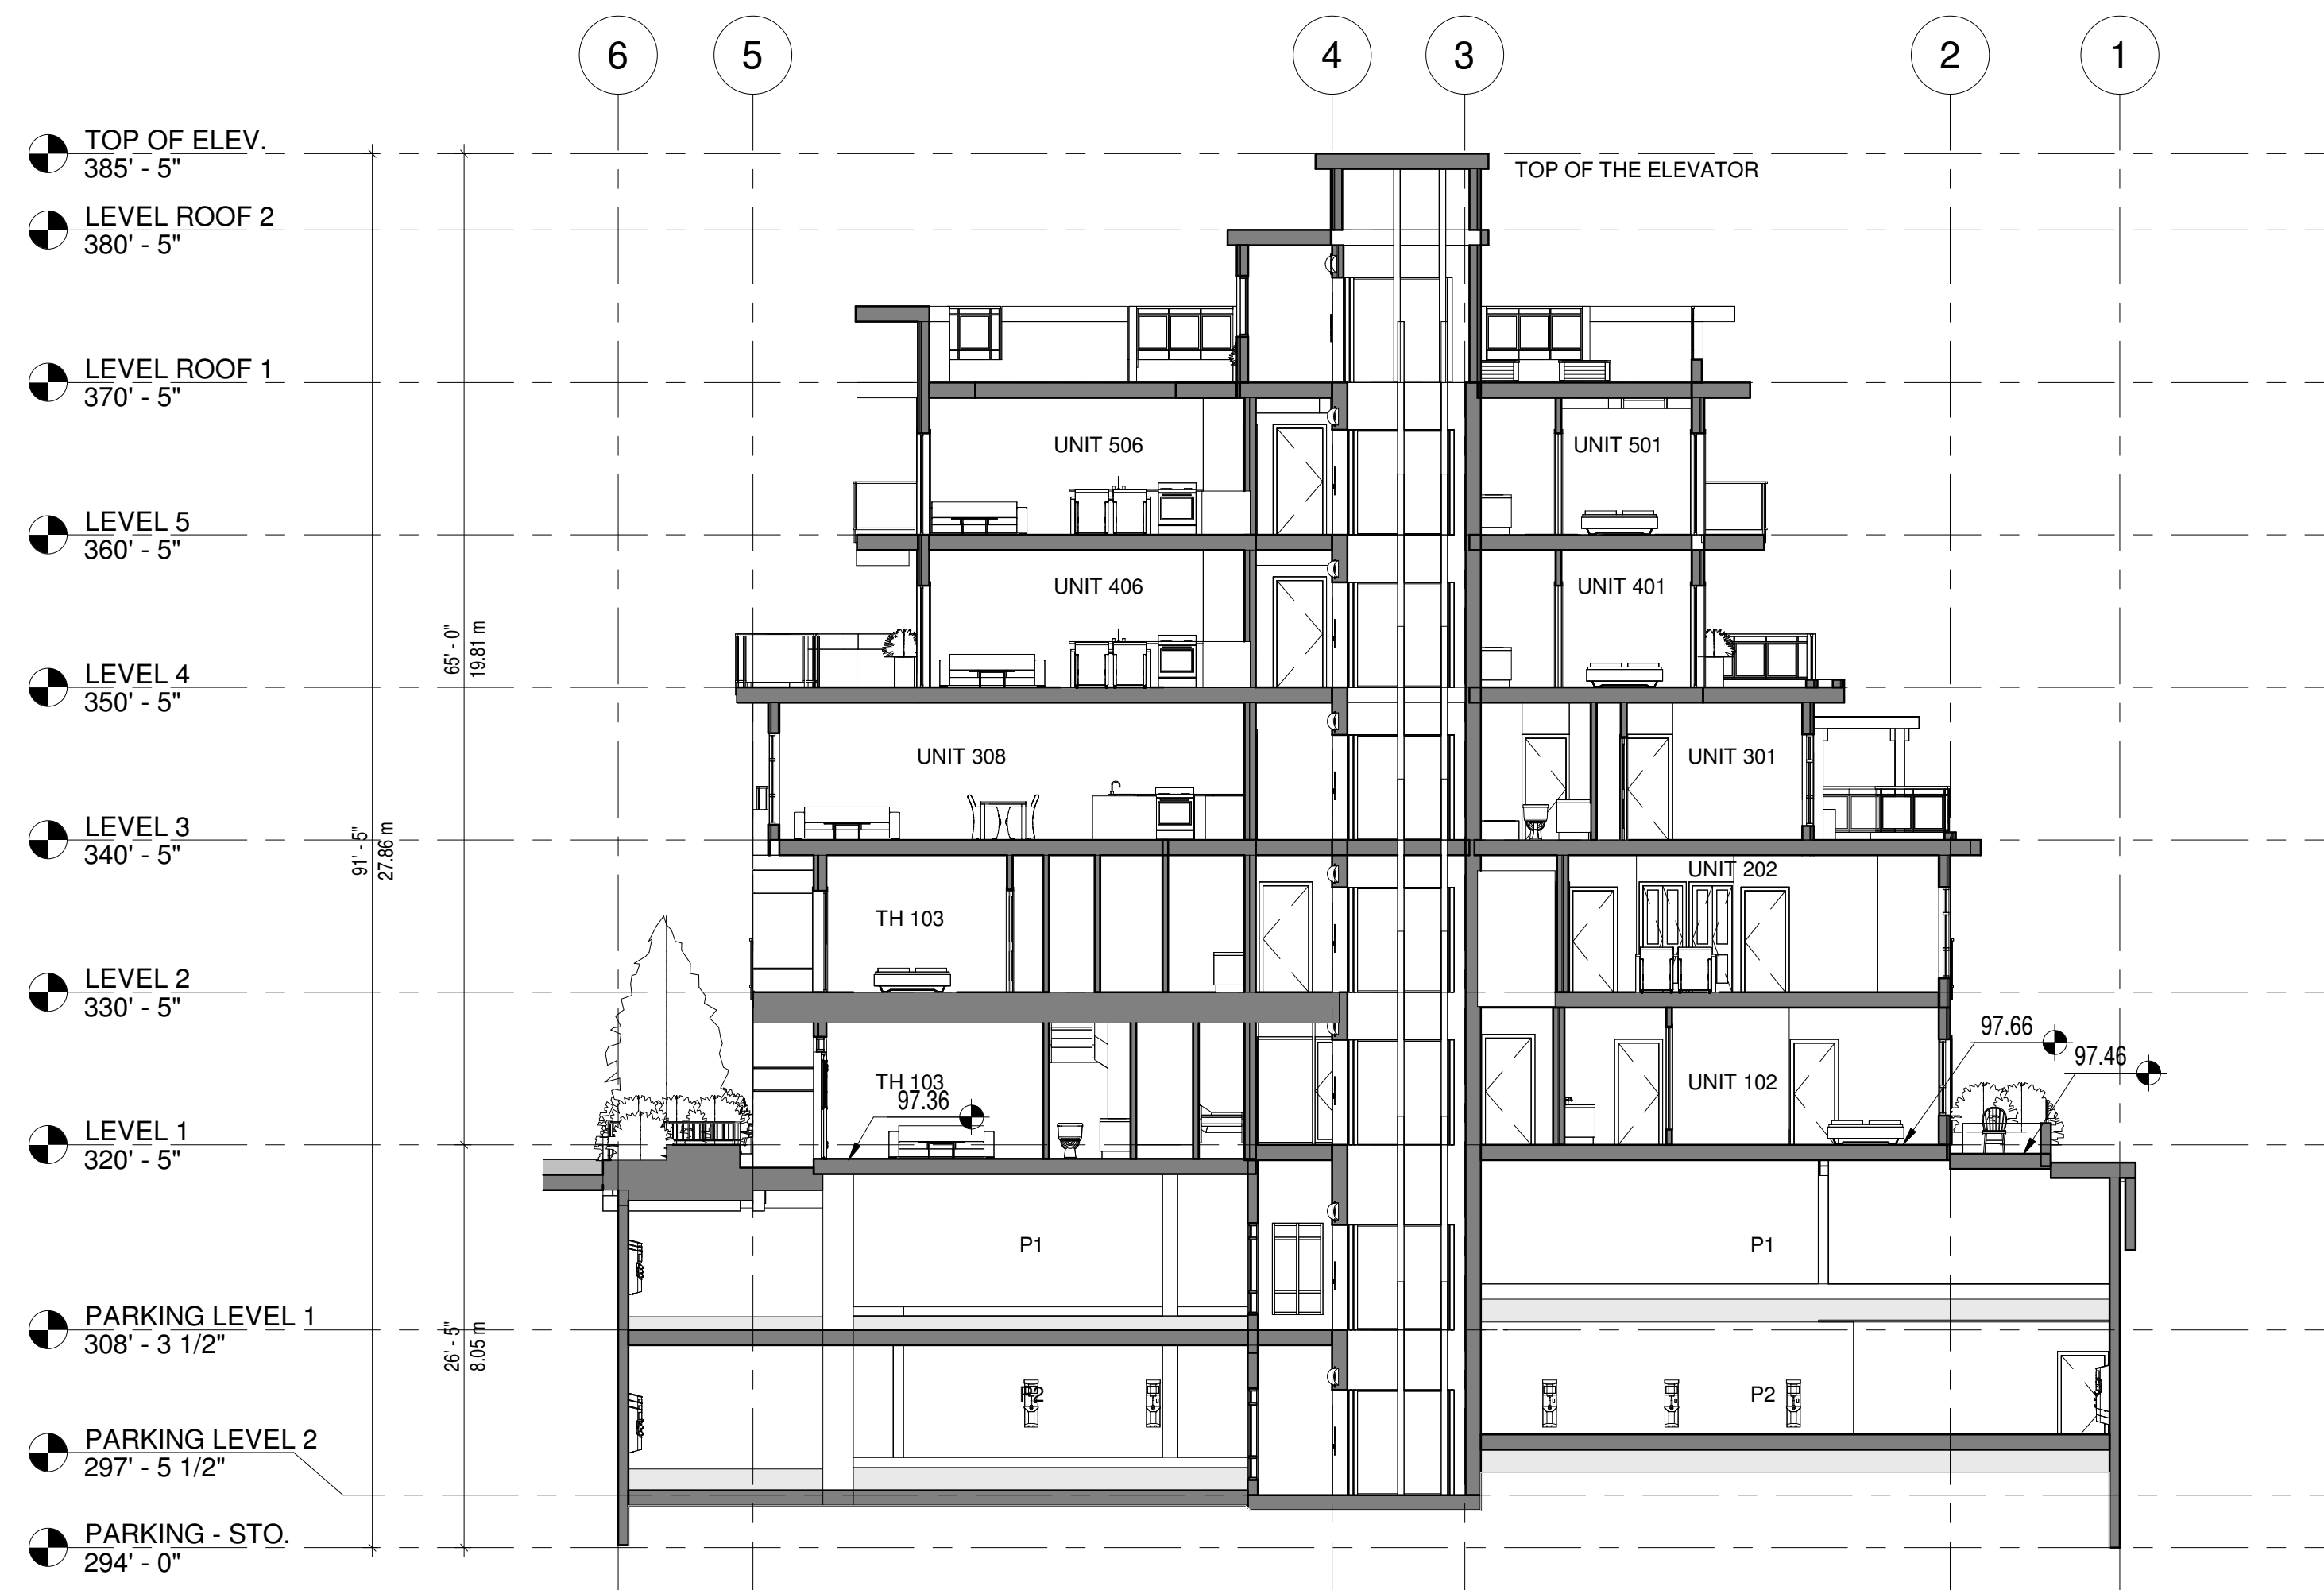 6 5 4 3 2 1
TOP OF ELEV.
385' - 5"
TOP OF THE ELEVATOR
LEVEL ROOF 2
380' - 5"
LEVEL ROOF 1
370' - 5"
UNIT 506
UNIT 501
LEVEL 5
360' - 5"
UNIT 406
UNIT 401
65' - 0"
19.81 m
LEVEL 4
350' - 5"
UNIT 308
UNIT 301
LEVEL 3
340' - 5"
91' - 5"
27.86 m
UNIT 202
TH 103
LEVEL 2
330' - 5"
97.66
97.46
TH 103
97.36
UNIT 102
LEVEL 1
320' - 5"
P1
P1
PARKING LEVEL 1
308' - 3 1/2"
26' - 5"
8.05 m
P2
P2
PARKING LEVEL 2
297' - 5 1/2"
PARKING - STO.
294' - 0"